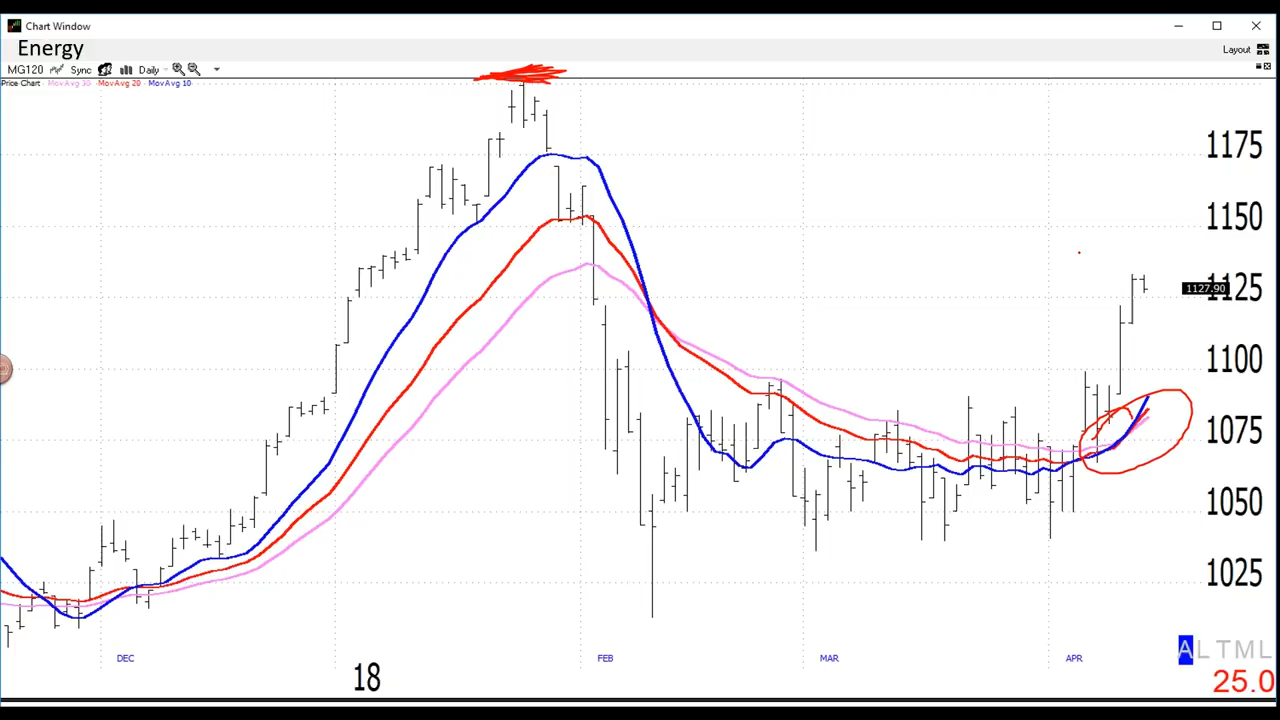 Chart Window
Energy
Layout
MG120 Sync Daily
Price Chart MovAvg 30 MovAvg 20 MovAvg 10
1175
1150
1127.90
1125
1100
1075
1050
1025
DEC 18 FEB MAR APR
ALTML
25.0